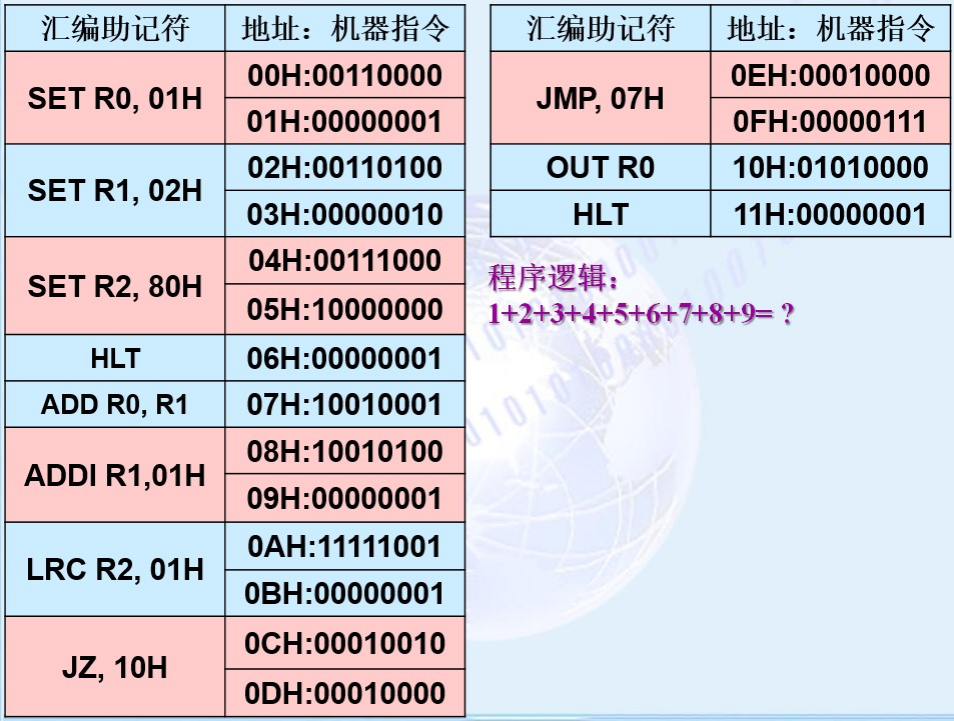 汇编助记符 地址：机器指令
SET R0, 01H 00H:00110000
01H:00000001
SET R1, 02H 02H:00110100
03H:00000010
SET R2, 80H 04H:00111000
05H:10000000
HLT 06H:00000001
ADD R0, R1 07H:10010001
ADDI R1,01H 08H:10010100
09H:00000001
LRC R2, 01H 0AH:11111001
0BH:00000001
JZ, 10H 0CH:00010010
0DH:00010000
汇编助记符 地址：机器指令
JMP, 07H 0EH:00010000
0FH:00000111
OUT R0 10H:01010000
HLT 11H:00000001
程序逻辑：
1+2+3+4+5+6+7+8+9= ?